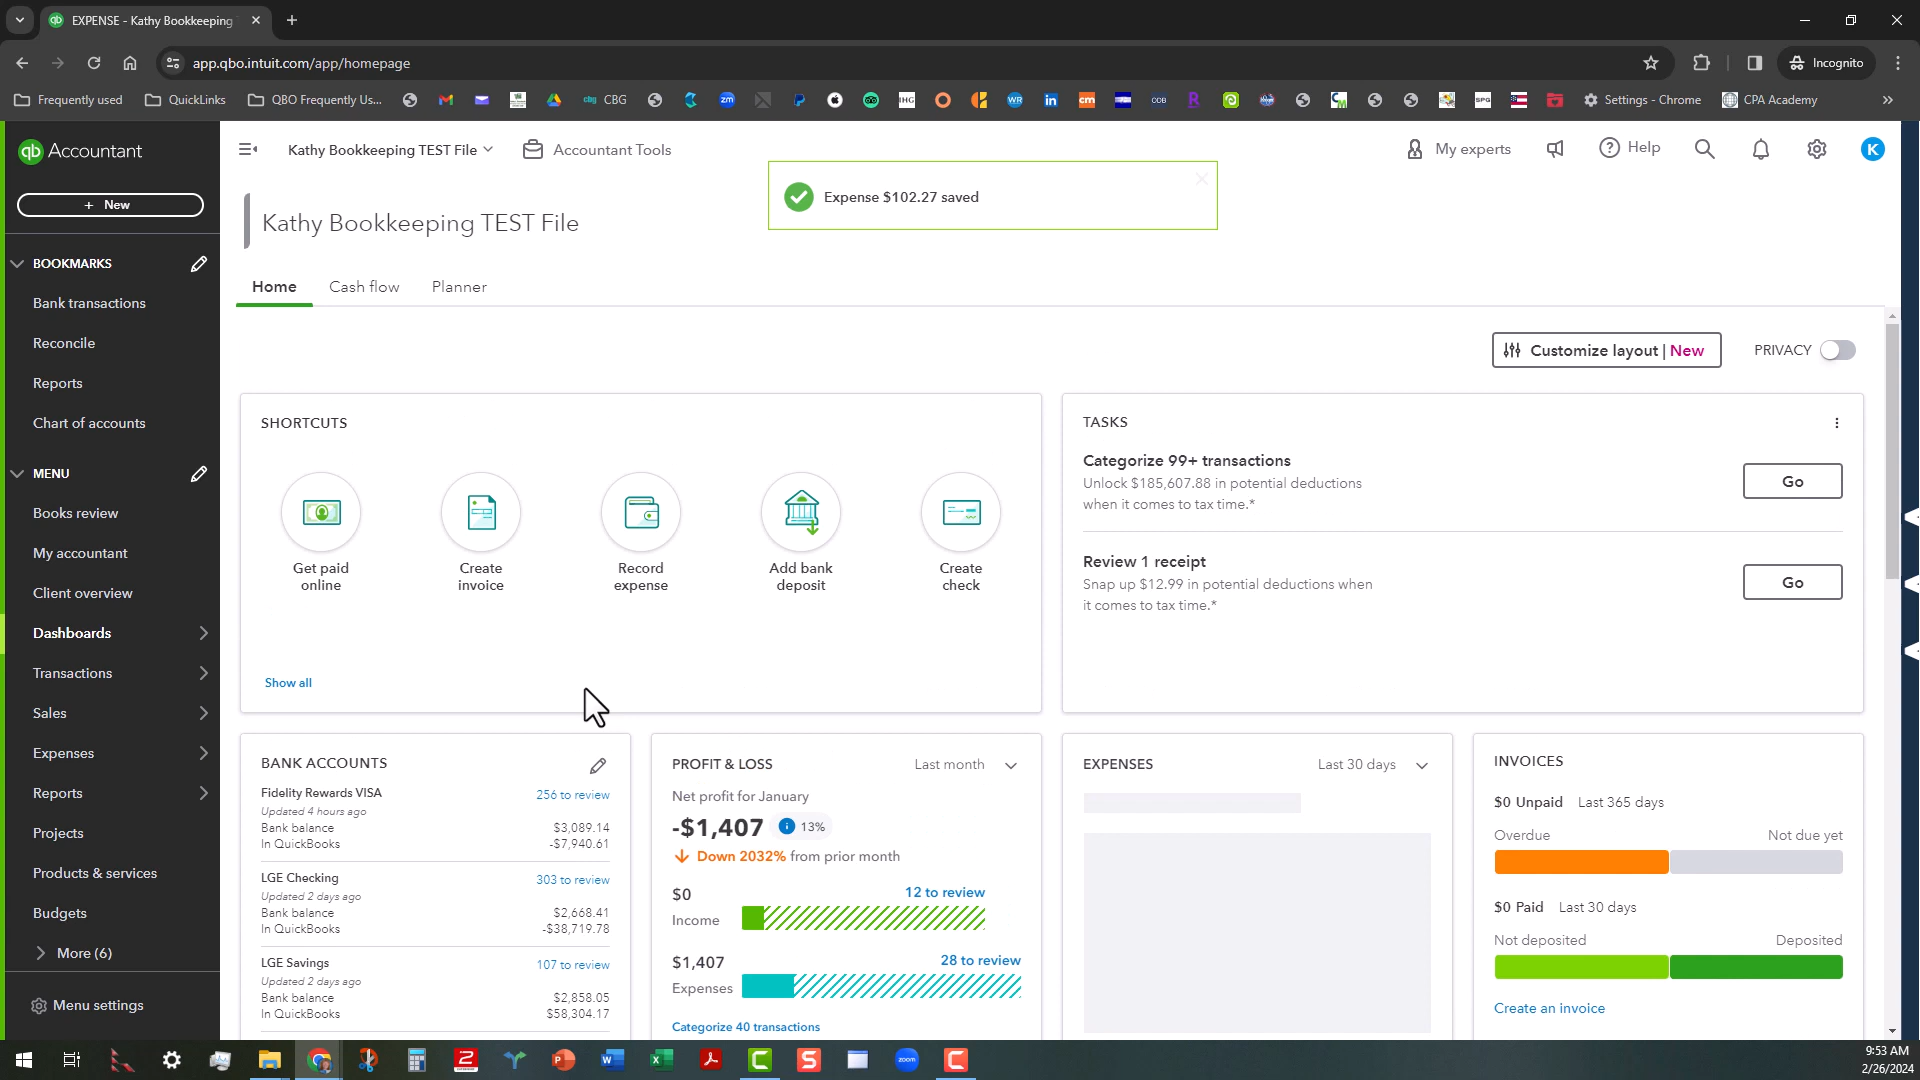 EXPENSE - Kathy Bookkeeping
app.qbo.intuit.com/app/homepage
Incognito
Frequently used
QuickLinks
QBO Frequently Us...
CBG
Settings - Chrome
CPA Academy
qb Accountant
Kathy Bookkeeping TEST File
Accountant Tools
My experts
Help
K
+ New
Expense $102.27 saved
Kathy Bookkeeping TEST File
BOOKMARKS
Bank transactions
Reconcile
Reports
Chart of accounts
MENU
Books review
My accountant
Client overview
Dashboards
Transactions
Sales
Expenses
Reports
Projects
Products & services
Budgets
More (6)
Menu settings
Home
Cash flow
Planner
Customize layout | New
PRIVACY
SHORTCUTS
Get paid
online
Create
invoice
Record
expense
Add bank
deposit
Create
check
Show all
TASKS
Categorize 99+ transactions
Unlock $185,607.88 in potential deductions
when it comes to tax time.*
Go
Review 1 receipt
Snap up $12.99 in potential deductions when
it comes to tax time.*
Go
BANK ACCOUNTS
Fidelity Rewards VISA
256 to review
Updated 4 hours ago
Bank balance $3,089.14
In QuickBooks -$7,940.61
LGE Checking
303 to review
Updated 2 days ago
Bank balance $2,668.41
In QuickBooks -$38,719.78
LGE Savings
107 to review
Updated 2 days ago
Bank balance $2,858.05
In QuickBooks $58,304.17
PROFIT & LOSS
Last month
Net profit for January
-$1,407
13%
Down 2032% from prior month
$0
12 to review
Income
$1,407
28 to review
Expenses
Categorize 40 transactions
EXPENSES
Last 30 days
INVOICES
$0 Unpaid Last 365 days
Overdue
Not due yet
$0 Paid Last 30 days
Not deposited
Deposited
Create an invoice
zoom
9:53 AM
2/26/2024